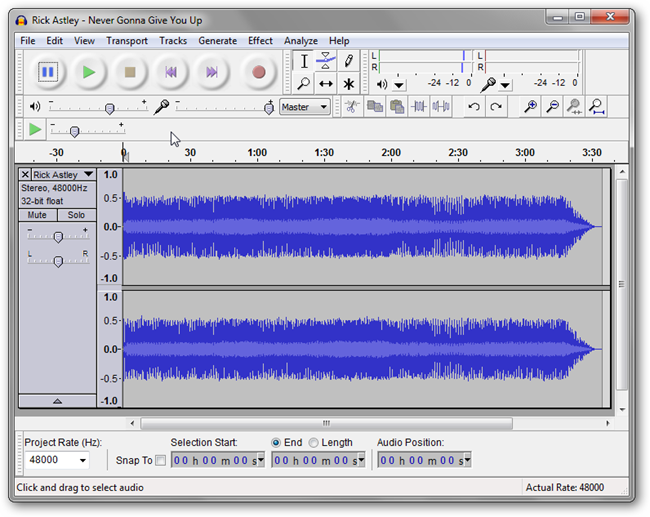 Rick Astley - Never Gonna Give You Up
File Edit View Transport Tracks Generate Effect Analyze Help
L
R
-24 -12 0
L
R
-24 -12 0
- + - + Master
- +
-30 0 30 1:00 1:30 2:00 2:30 3:00 3:30
Rick Astley
Stereo, 48000Hz
32-bit float
Mute Solo
- +
L R
1.0
0.5-
0.0-
-0.5-
-1.0
1.0
0.5-
0.0-
-0.5-
-1.0
Project Rate (Hz): Selection Start: End Length Audio Position:
48000 Snap To 00 h 00 m 00 s 00 h 00 m 00 s 00 h 00 m 00 s
Click and drag to select audio Actual Rate: 48000